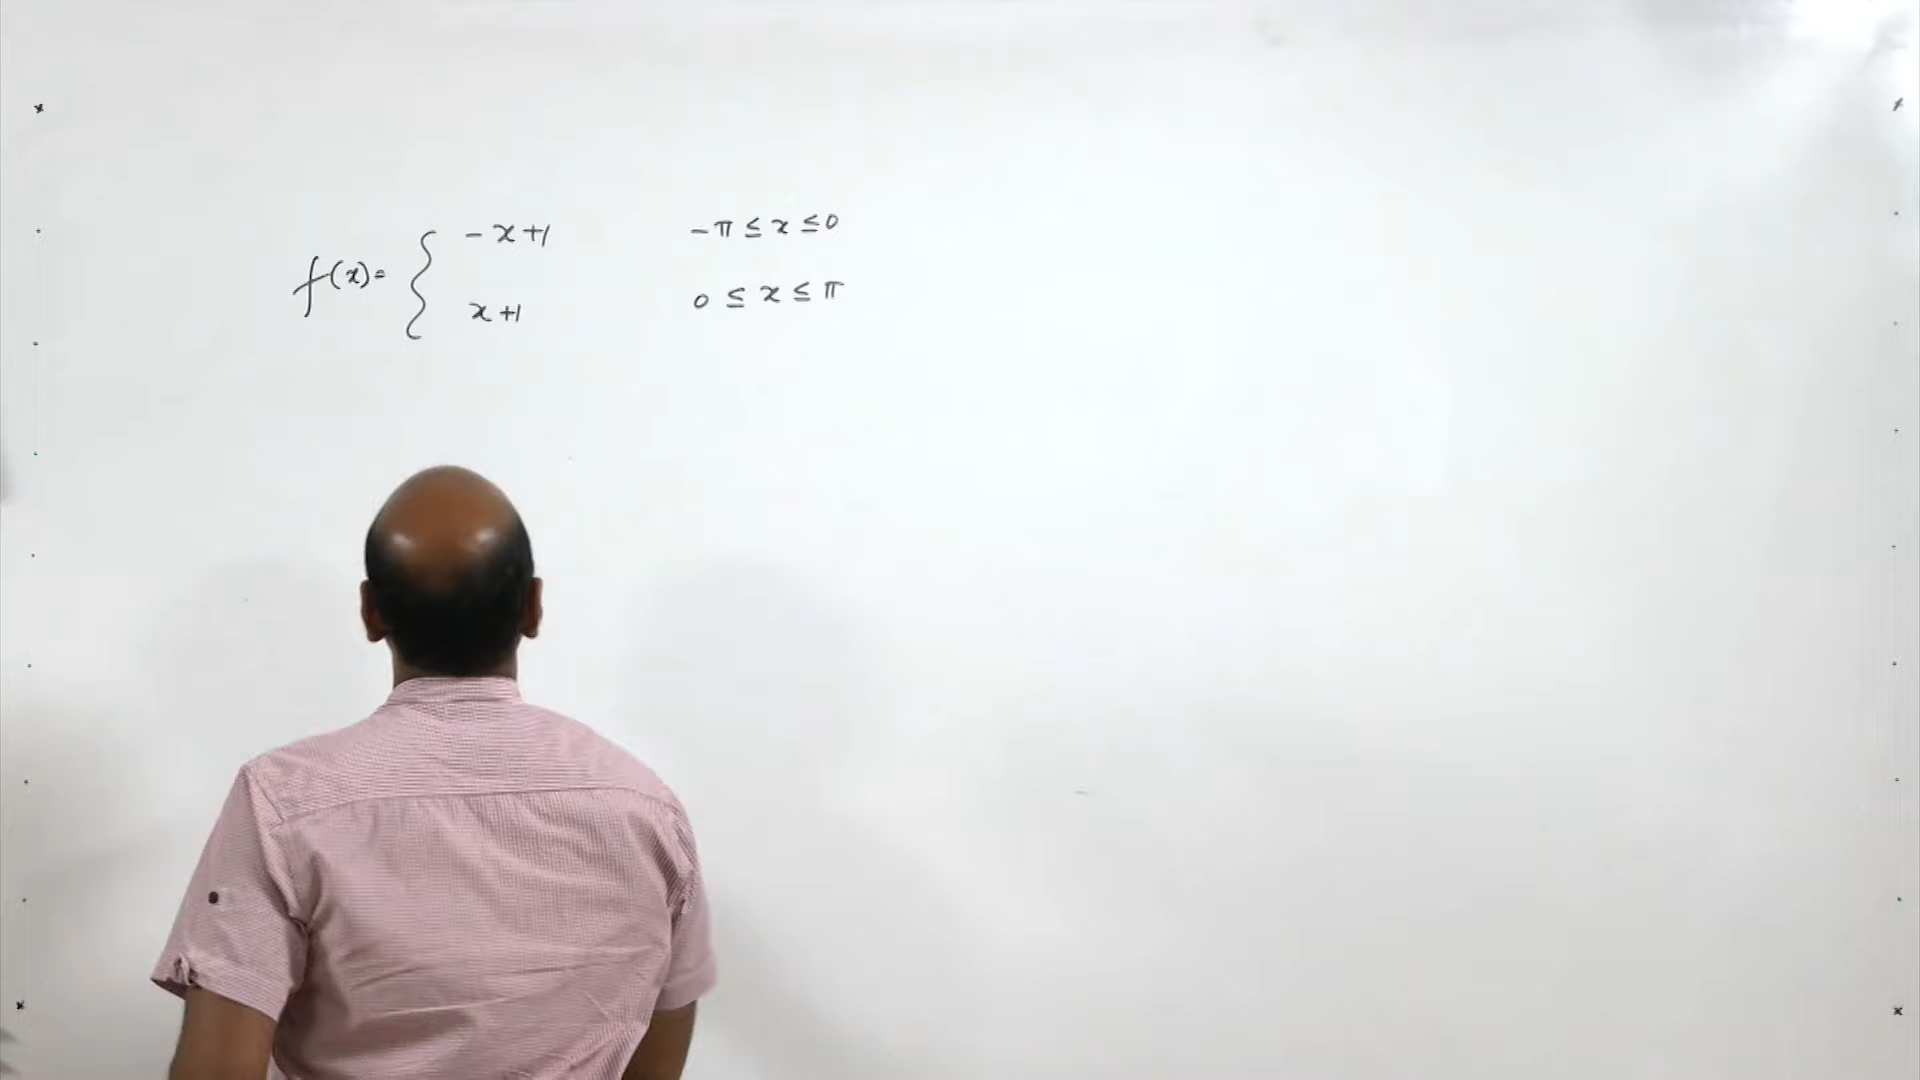 f(x)= { -x+1 -π ≤ x ≤ 0
x+1 0 ≤ x ≤ π